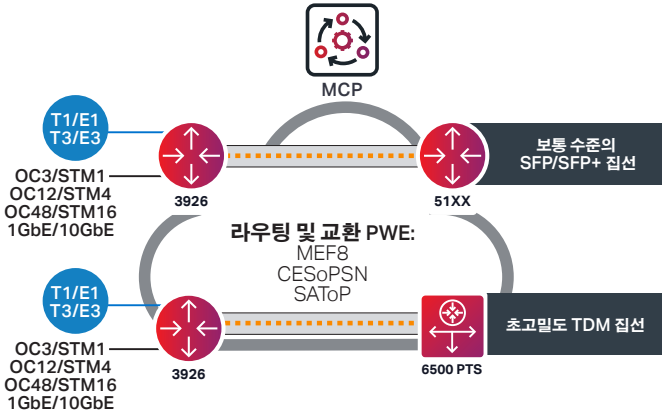 MCP
T1/E1
T3/E3
OC3/STM1
OC12/STM4
OC48/STM16
1GbE/10GbE
3926
51XX
보통 수준의
SFP/SFP+ 집선
라우팅 및 교환 PWE:
MEF8
CESoPSN
SAToP
T1/E1
T3/E3
OC3/STM1
OC12/STM4
OC48/STM16
1GbE/10GbE
3926
6500 PTS
초고밀도 TDM 집선